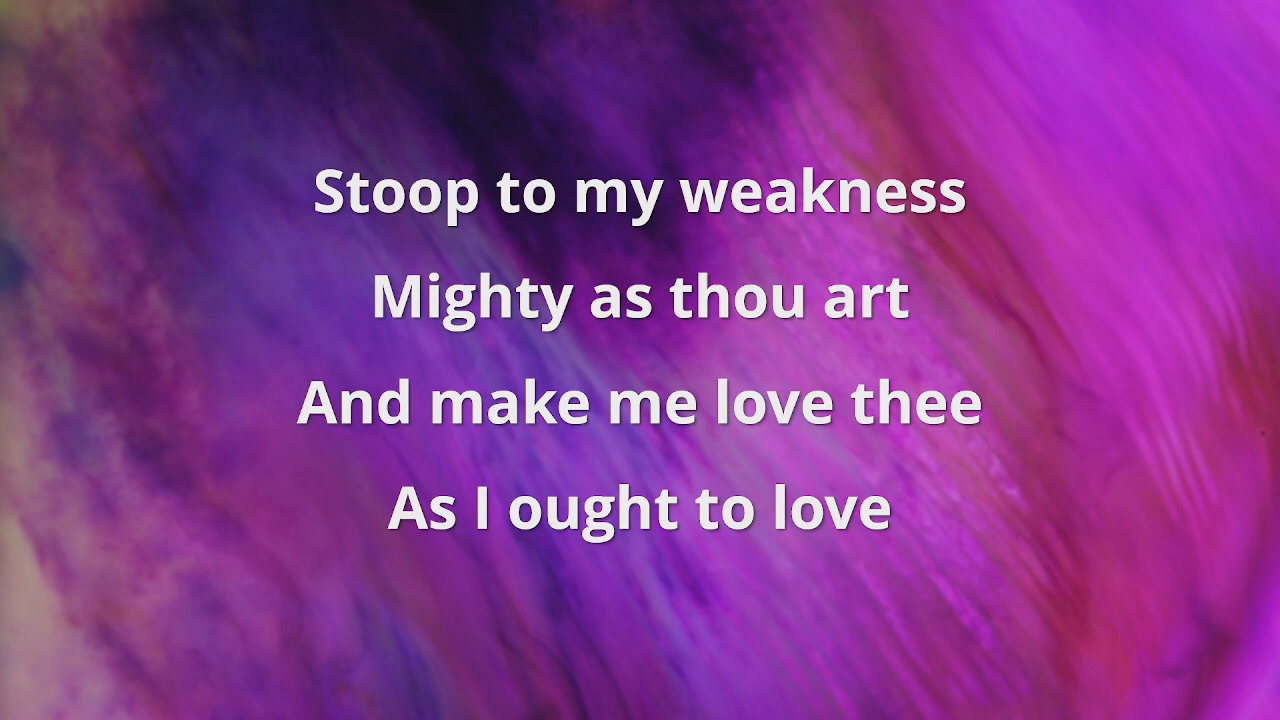 Stoop to my weakness
Mighty as thou art
And make me love thee
As I ought to love